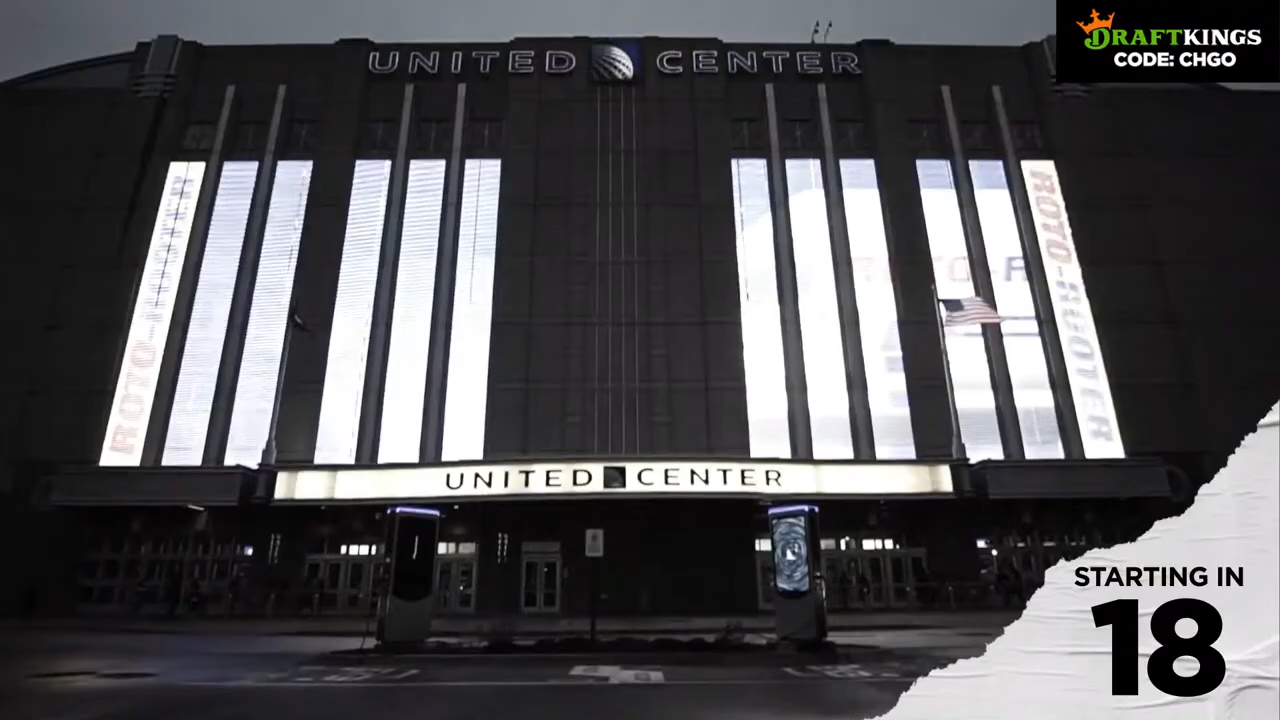 DRAFTKINGS
CODE: CHGO
UNITED CENTER
ROTO-ROOTER
ROTO-ROOTER
UNITED CENTER
STARTING IN
18